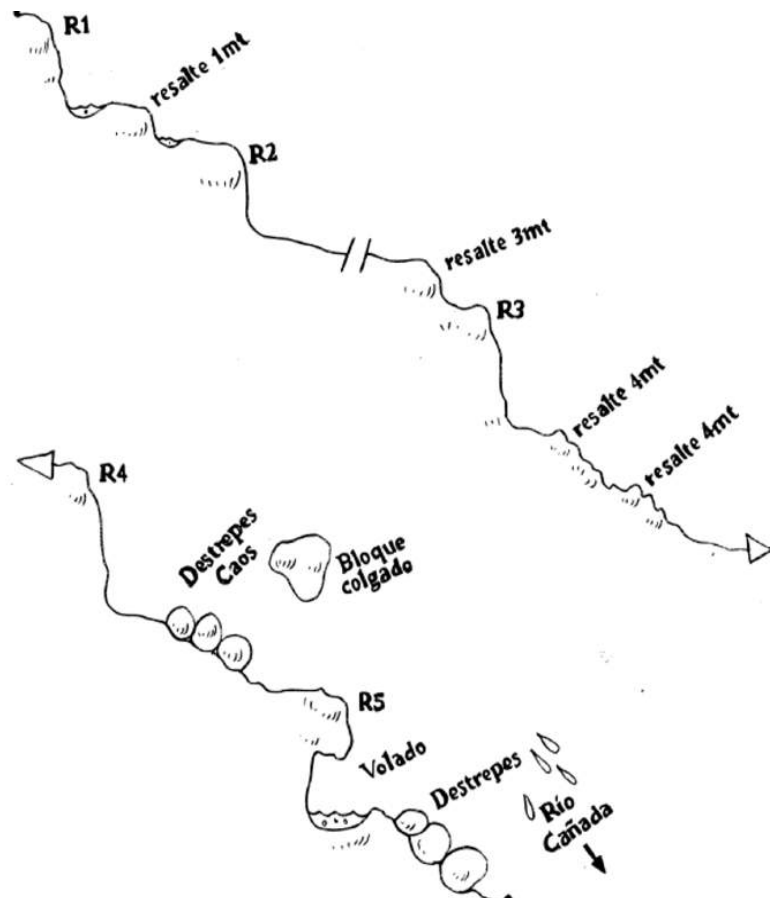 R1
resalte 1mt
R2
resalte 3mt
R3
resalte 4mt
resalte 4mt
R4
Destrepes
Caos
Bloque
colgado
R5
Volado
Destrepes
Río
Cañada